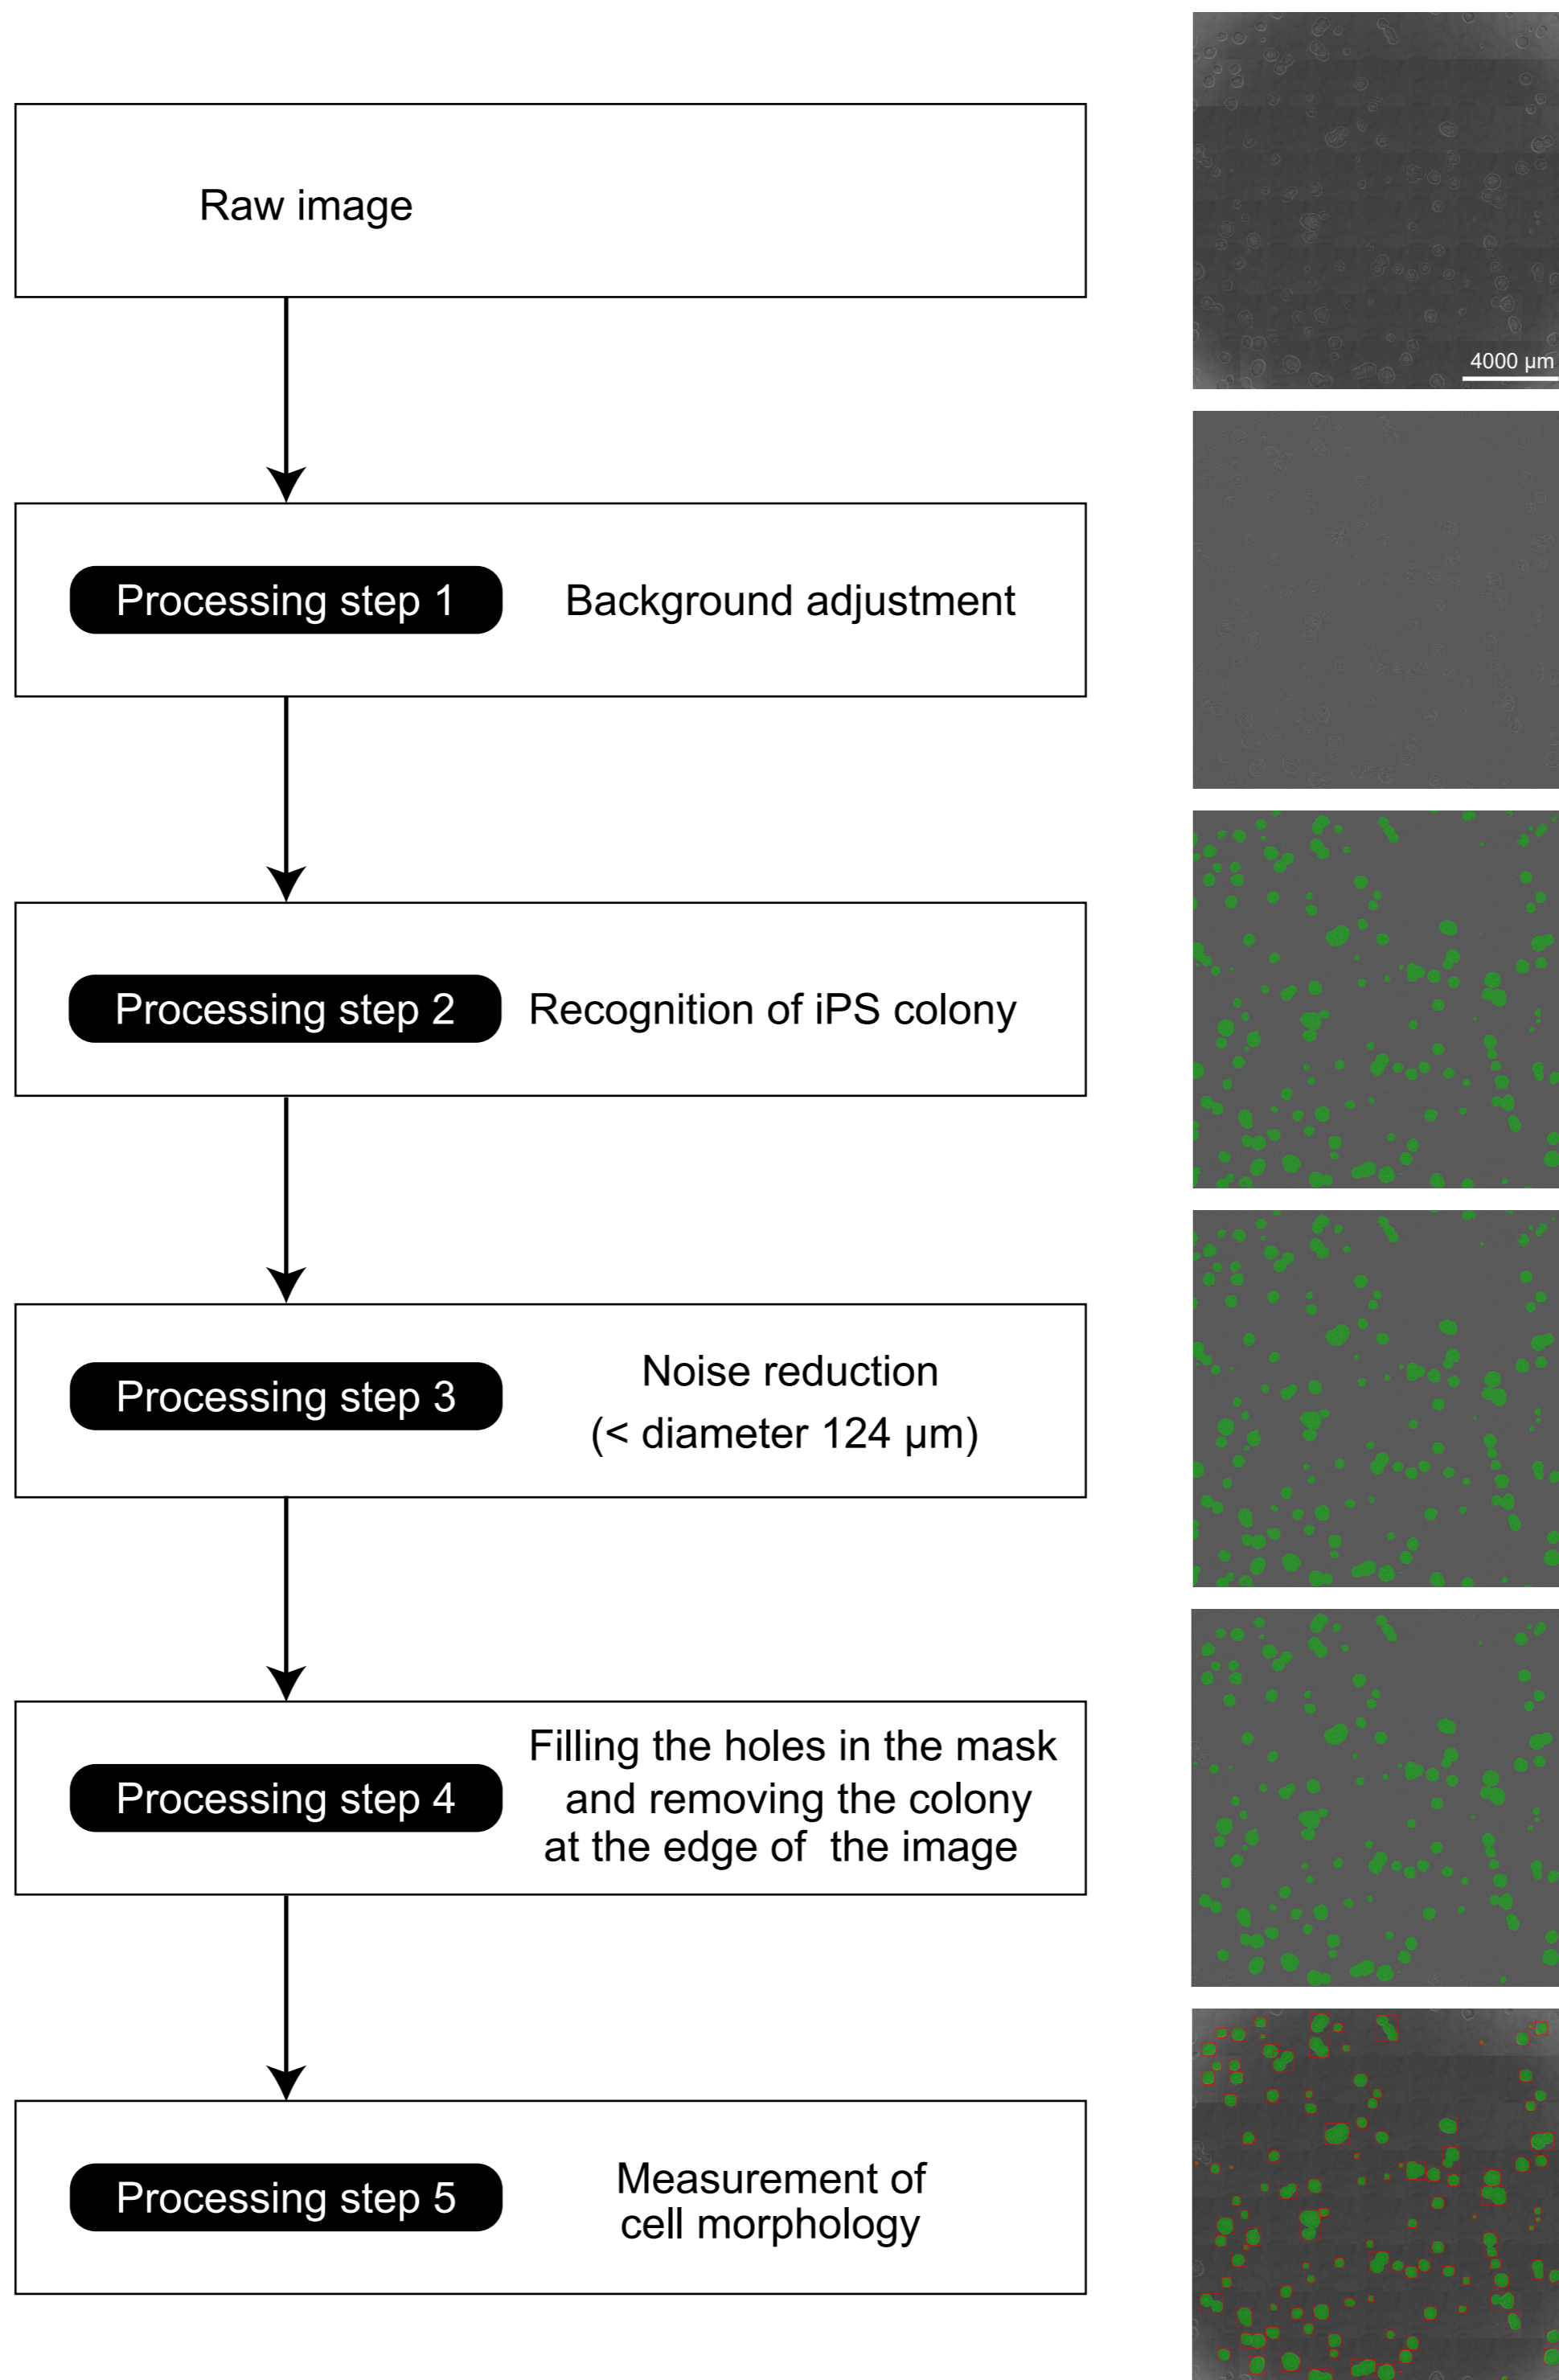 Raw image
4000 µm
Processing step 1
Background adjustment
Processing step 2
Recognition of iPS colony
Processing step 3
Noise reduction
(< diameter 124 µm)
Processing step 4
Filling the holes in the mask
and removing the colony
at the edge of the image
Processing step 5
Measurement of
cell morphology